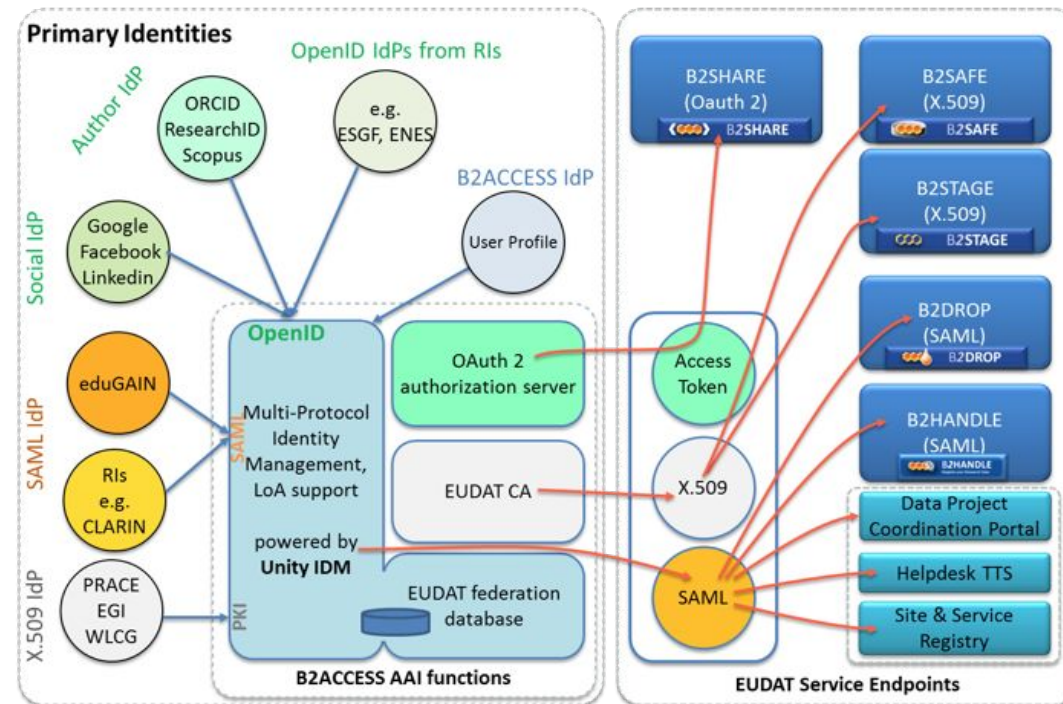 Primary Identities
Author IdP
OpenID IdPs from RIs
ORCID
ResearchID
Scopus
e.g.
ESGF, ENES
B2ACCESS IdP
User Profile
Social IdP
Google
Facebook
Linkedin
SAML IdP
eduGAIN
RIs
e.g.
CLARIN
X.509 IdP
PRACE
EGI
WLCG
OpenID
SAML
Multi-Protocol
Identity
Management,
LoA support
powered by
Unity IDM
PKI
OAuth 2
authorization server
EUDAT CA
EUDAT federation
database
B2ACCESS AAI functions
Access
Token
X.509
SAML
B2SHARE
(Oauth 2)
B2SHARE
B2SAFE
(X.509)
B2SAFE
B2STAGE
(X.509)
B2STAGE
B2DROP
(SAML)
B2DROP
B2HANDLE
(SAML)
B2HANDLE
Data Project
Coordination Portal
Helpdesk TTS
Site & Service
Registry
EUDAT Service Endpoints